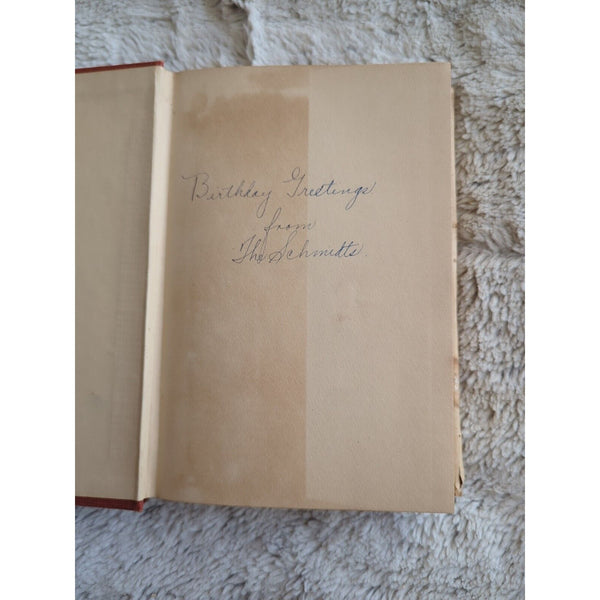 Birthday Greetings
from
The Schmidts.